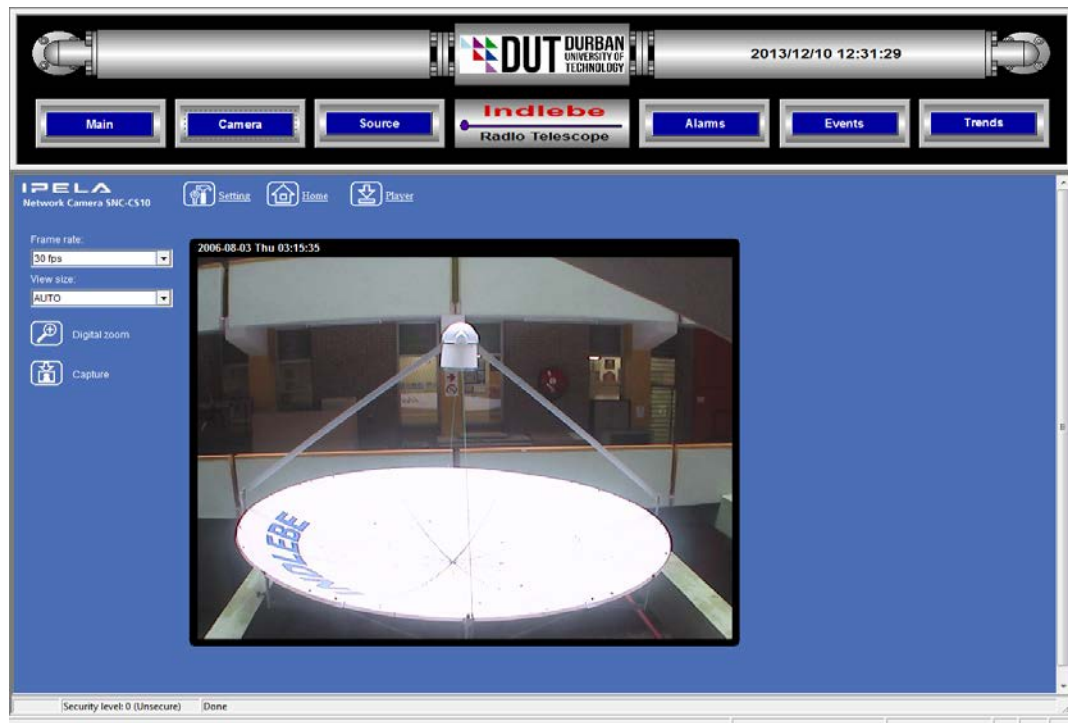 DUT DURBAN
UNIVERSITY OF
TECHNOLOGY
2013/12/10 12:31:29
Main
Camera
Source
Indlebe
Radio Telescope
Alarms
Events
Trends
IPELA
Network Camera SNC-CS10
Setting
Home
Player
Frame rate:
30 fps
View size:
AUTO
Digital zoom
Capture
2006-08-03 Thu 03:15:35
INDLEBE
Security level: 0 (Unsecure)
Done